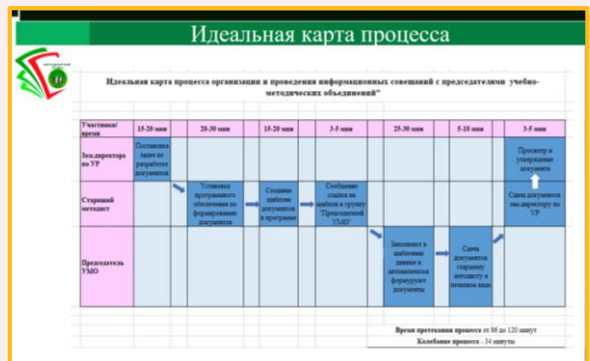 Идеальная карта процесса
Идеальная карта процесса организации и проведения информационных совещаний с председателями учебно-
методических объединений"
Участники/
время
15-20 мин
20-30 мин
15-20 мин
3-5 мин
25-30 мин
5-10 мин
3-5 мин
Зам.директора
по УР
Постановка
задач по
разработке
документов
Просмотр и
утверждение
документа
Старший
методист
Установка
программного
обеспечения по
формированию
документов
Создание
шаблона
документов
в программе
Сообщение
ссылки на
шаблон в группу
"Председателей
УМО"
Сдача документов
зам.директору по
УР
Председатель
УМО
Заполняют в
шаблонах
данные и
автоматически
формируют
документы
Сдача
документов
старшему
методисту в
печатном виде
Время протекания процесса от 86 до 120 минут
Колебание процесса - 34 минуты